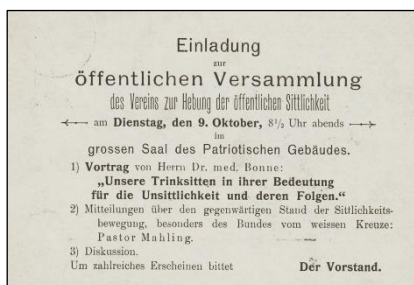 Einladung
zur
öffentlichen Versammlung
des Vereins zur Hebung der öffentlichen Sittlichkeit
am Dienstag, den 9. Oktober, 8½ Uhr abends
im
grossen Saal des Patriotischen Gebäudes.
1) Vortrag von Herrn Dr. med. Bonne:
„Unsere Trinksitten in ihrer Bedeutung
für die Unsittlichkeit und deren Folgen.“
2) Mitteilungen über den gegenwärtigen Stand der Sittlichkeits-
bewegung, besonders des Bundes vom weissen Kreuze:
Pastor Mahling.
3) Diskussion.
Um zahlreiches Erscheinen bittet Der Vorstand.